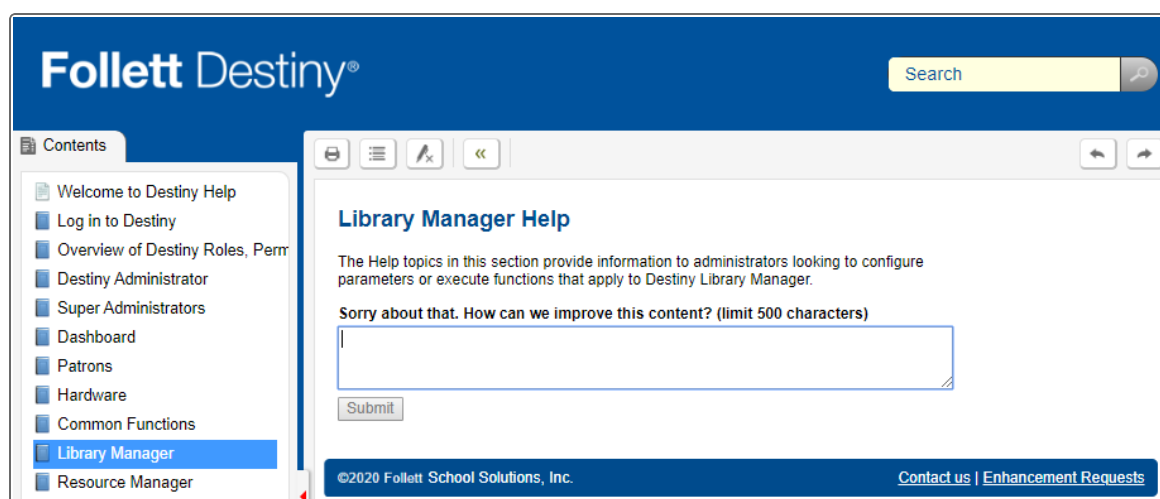 Follett Destiny®
Search
Contents
Welcome to Destiny Help
Log in to Destiny
Overview of Destiny Roles, Perm
Destiny Administrator
Super Administrators
Dashboard
Patrons
Hardware
Common Functions
Library Manager
Resource Manager
Library Manager Help
The Help topics in this section provide information to administrators looking to configure
parameters or execute functions that apply to Destiny Library Manager.
Sorry about that. How can we improve this content? (limit 500 characters)
Submit
©2020 Follett School Solutions, Inc.
Contact us | Enhancement Requests